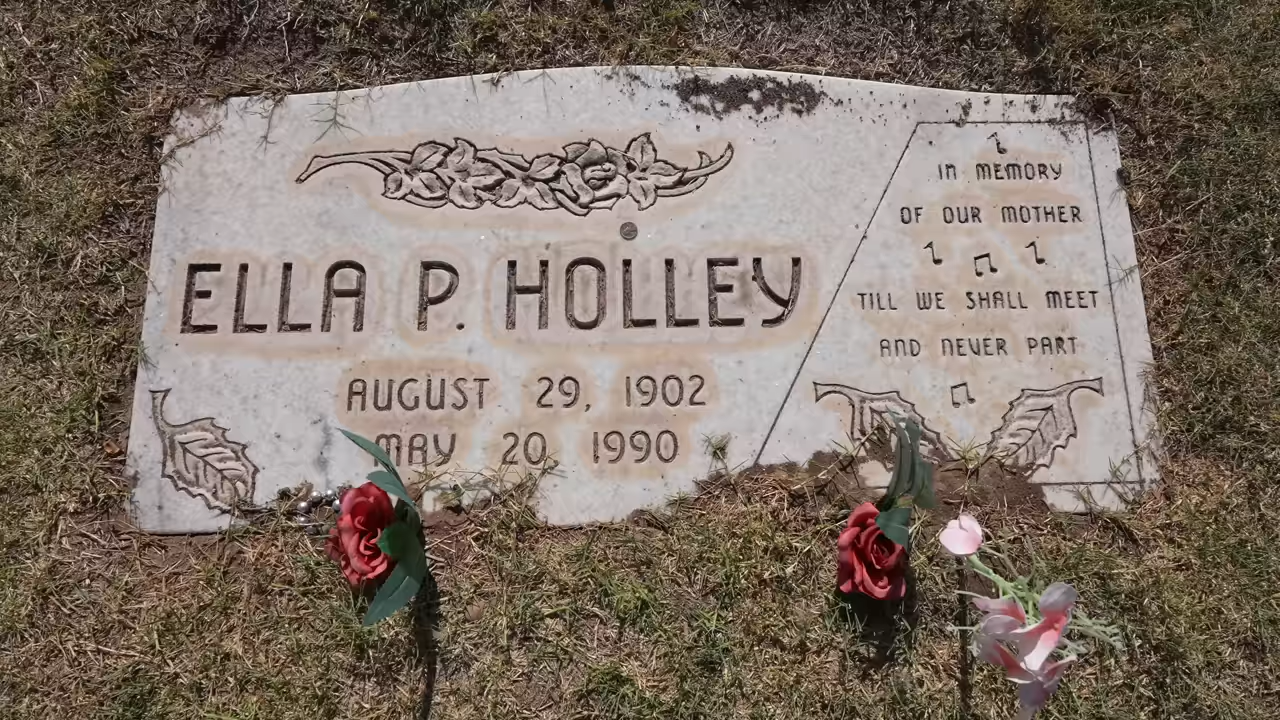 ELLA P. HOLLEY
AUGUST 29, 1902
MAY 20 1990
IN MEMORY
OF OUR MOTHER
TILL WE SHALL MEET
AND NEVER PART